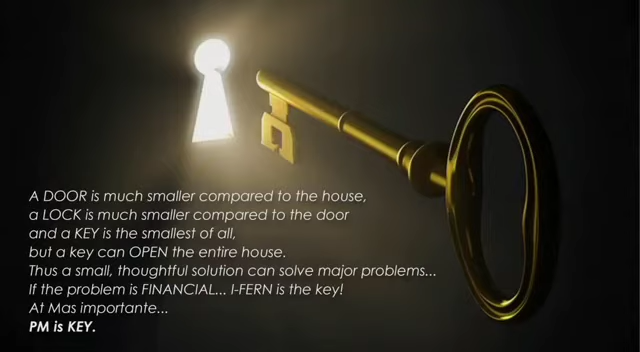 A DOOR is much smaller compared to the house,
a LOCK is much smaller compared to the door
and a KEY is the smallest of all,
but a key can OPEN the entire house.
Thus a small, thoughtful solution can solve major problems...
If the problem is FINANCIAL... I-FERN is the key!
At Mas importante...
PM is KEY.